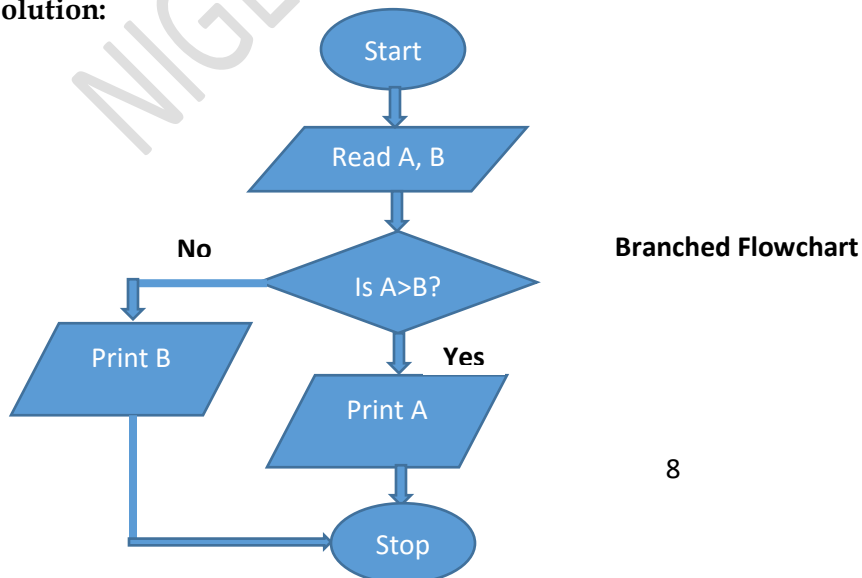 olution:
Start
Read A, B
No
Branched Flowchart
Is A>B?
Print B
Yes
Print A
8
Stop